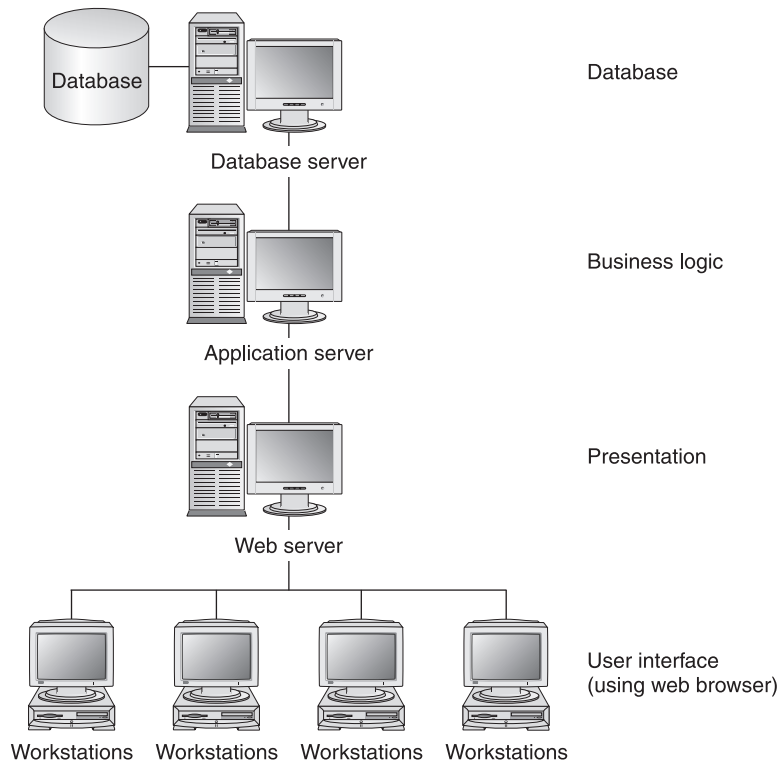 Database
Database
Database server
Business logic
Application server
Presentation
Web server
User interface
(using web browser)
Workstations Workstations Workstations Workstations